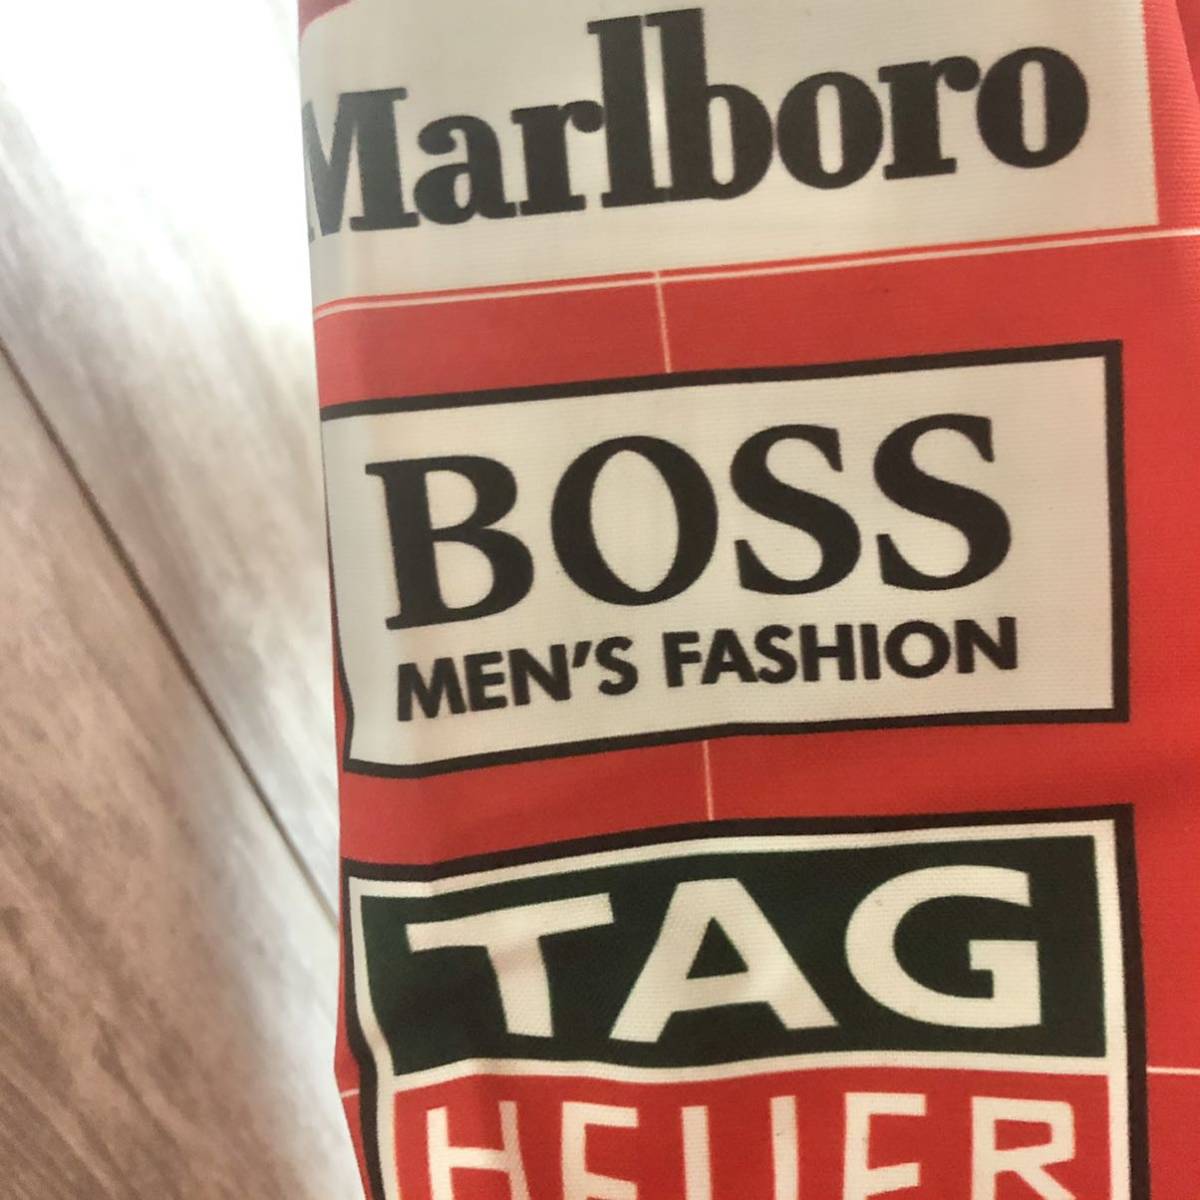 Marlboro
BOSS
MEN'S FASHION
TAG
HEUER